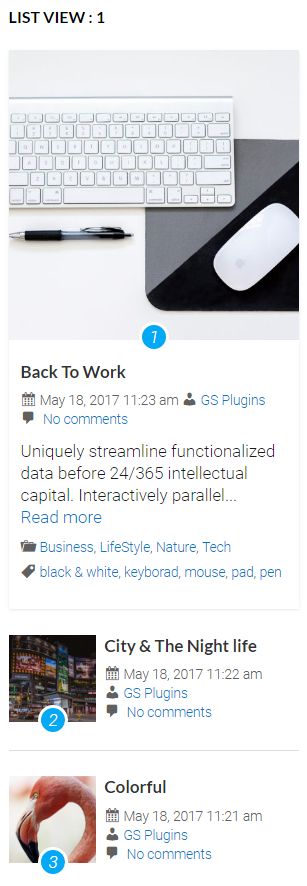 LIST VIEW : 1
1
Back To Work
May 18, 2017 11:23 am GS Plugins
No comments
Uniquely streamline functionalized
data before 24/365 intellectual
capital. Interactively parallel...
Read more
Business, LifeStyle, Nature, Tech
black & white, keyborad, mouse, pad, pen
City & The Night life
May 18, 2017 11:22 am
GS Plugins
No comments
2
Colorful
May 18, 2017 11:21 am
GS Plugins
No comments
3